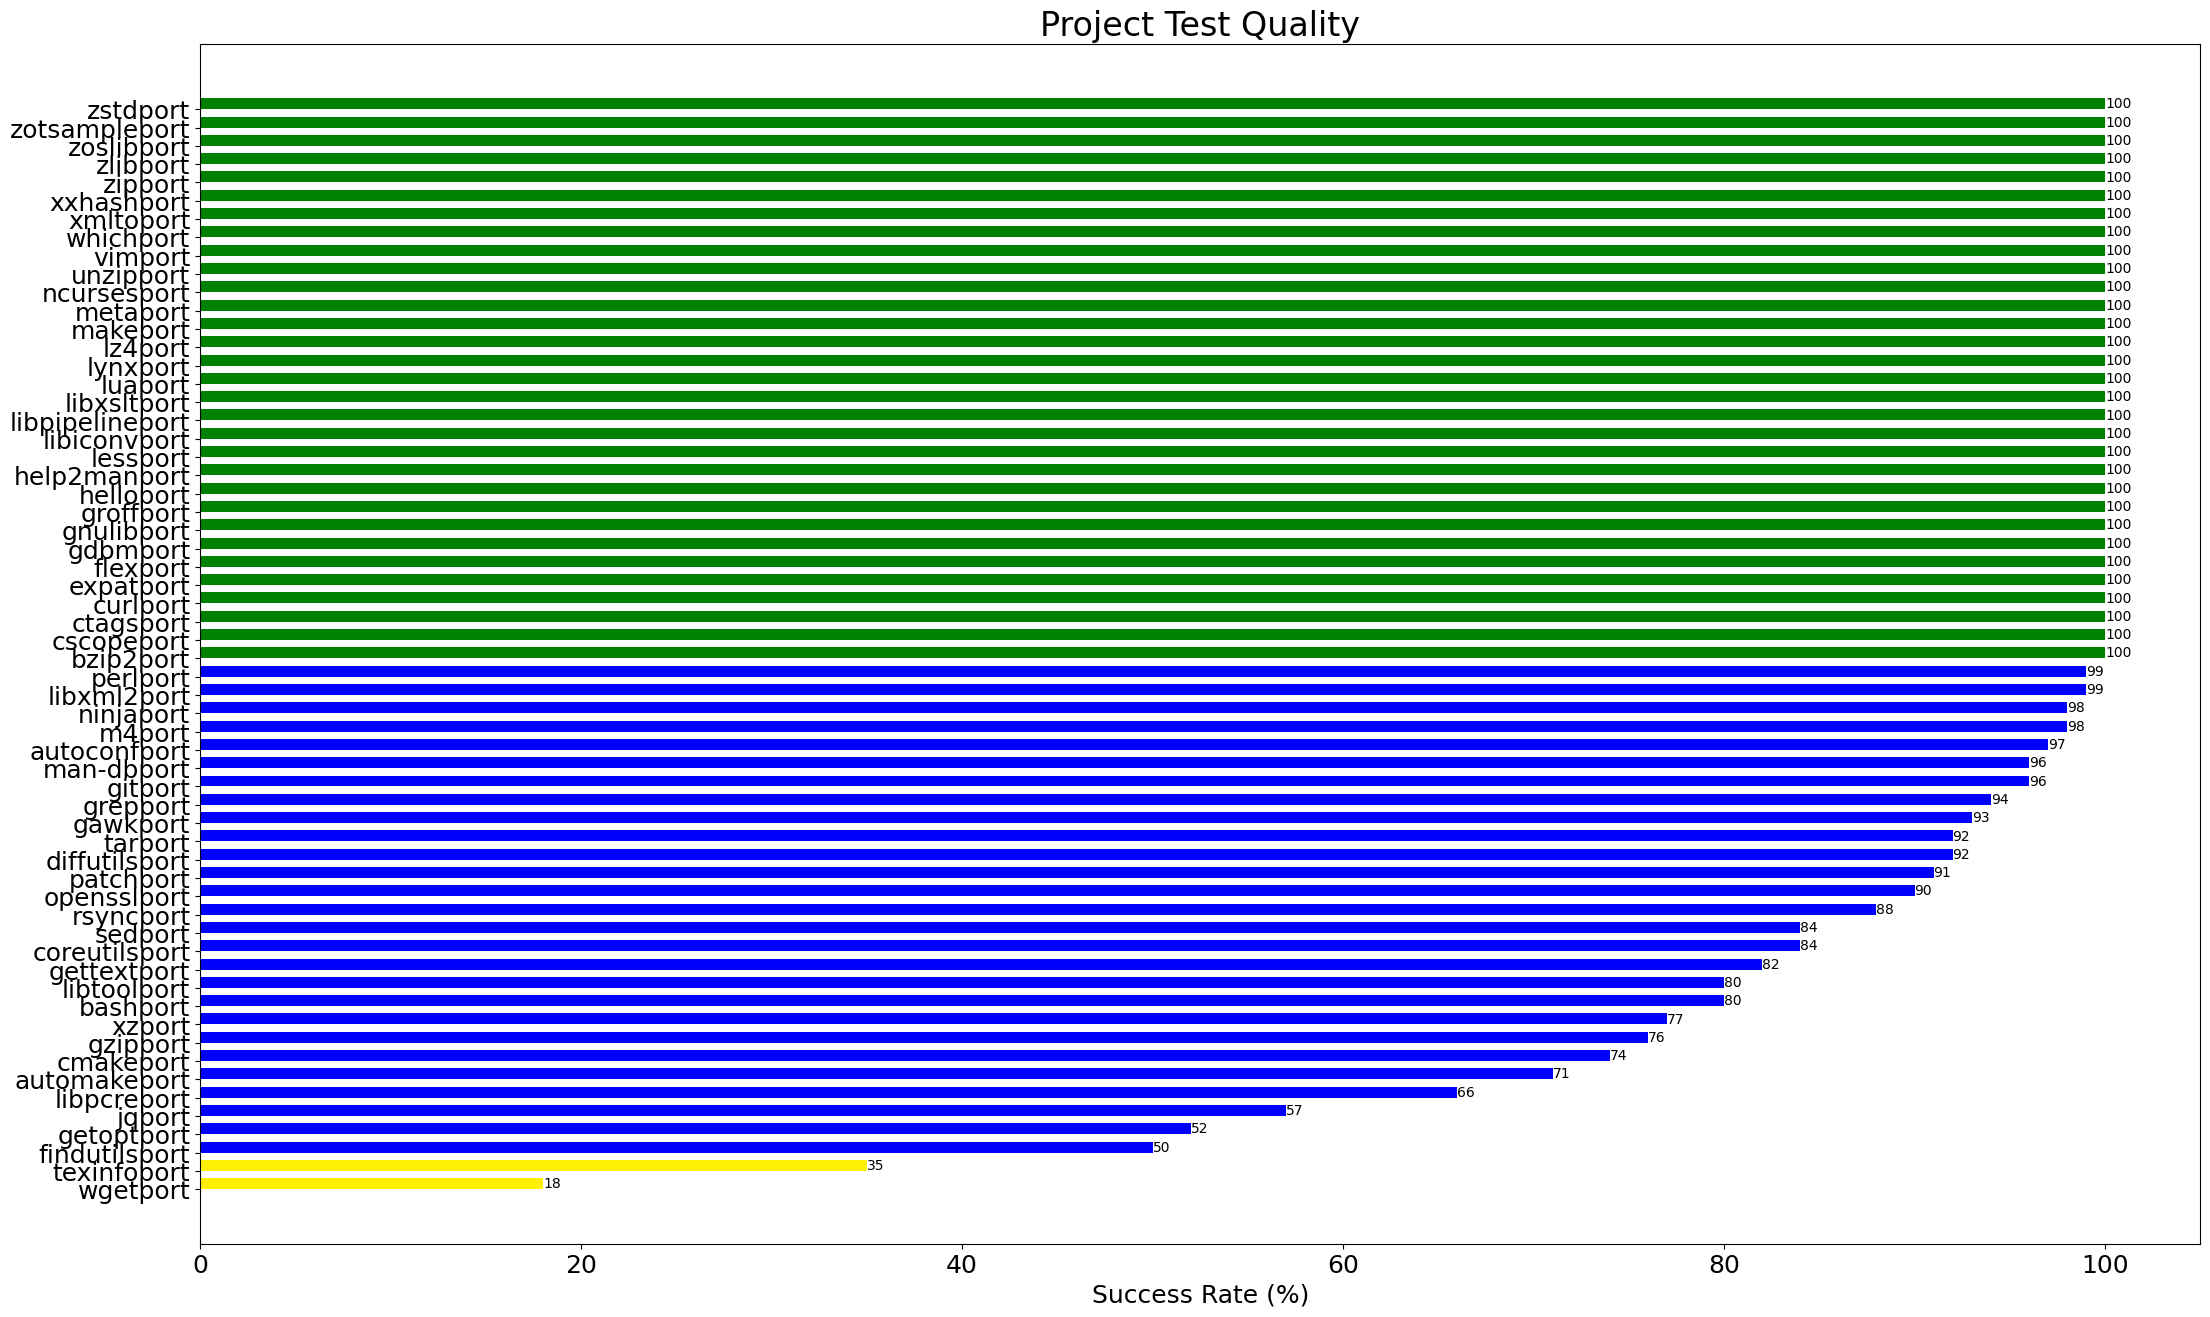 Project Test Quality
zstdport 100
zotsampleport 100
zoslibport 100
zlibport 100
zipport 100
xxhashport 100
xmltoport 100
whichport 100
vimport 100
unzipport 100
ncursesport 100
metaport 100
makeport 100
lz4port 100
lynxport 100
luaport 100
libxsltport 100
libpipelineport 100
libiconvport 100
lessport 100
help2manport 100
helloport 100
groffport 100
gnulibport 100
gdbmport 100
flexport 100
expatport 100
curlport 100
ctagsport 100
cscopeport 100
bzip2port 100
perlport 99
libxml2port 99
ninjaport 98
m4port 98
autoconfport 97
man-dbport 96
gitport 96
grepport 94
gawkport 93
tarport 92
diffutilsport 92
patchport 91
opensslport 90
rsyncport 88
sedport 84
coreutilsport 84
gettextport 82
libtoolport 80
bashport 80
xzport 77
gzipport 76
cmakeport 74
automakeport 71
libpcreport 66
jqport 57
getoptport 52
findutilsport 50
texinfoport 35
wgetport 18
0 20 40 60 80 100
Success Rate (%)